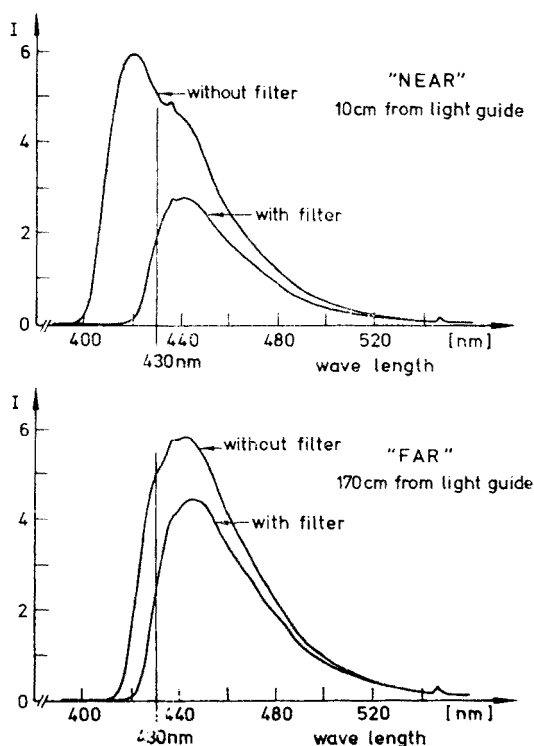 I
6
4
2
0
"NEAR"
10cm from light guide
without filter
with filter
400 440 480 520 [nm]
430nm wave length
I
6
4
2
0
"FAR"
170cm from light guide
without filter
with filter
400 440 480 520 [nm]
430nm wave length